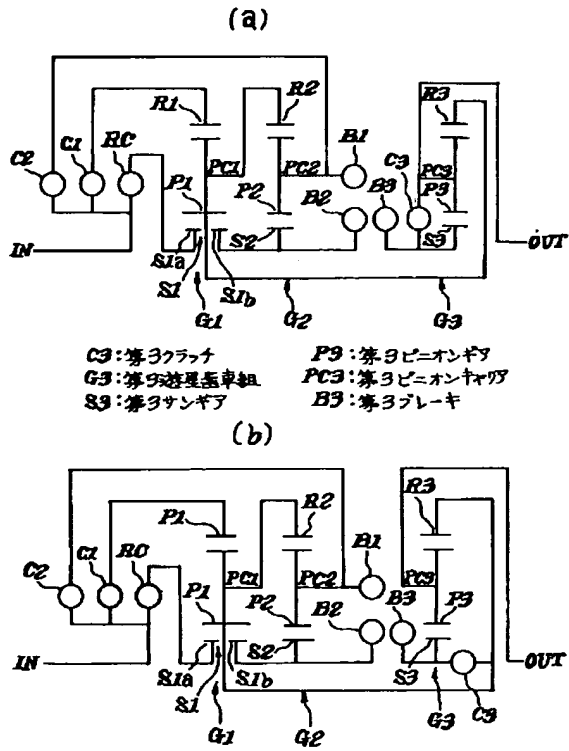 (a)
R1 R2 R3
C2 C1 RC P1 PC1 P2 PC2 B1 B2 B3 C3 PC3 P3
IN S1a S1 S1b S2 S3 OUT
G1 G2 G3
C3:第3クラッチ P3:第3ピニオンギア
G3:第3遊星歯車組 PC3:第3ピニオンキャリア
S3:第3サンギア B3:第3ブレーキ
(b)
P1 R2 R3
C2 C1 RC P1 PC1 P2 PC2 B1 B2 B3 PC3 P3
IN S1a S1 S1b S2 S3 OUT
G1 G2 G3 C3